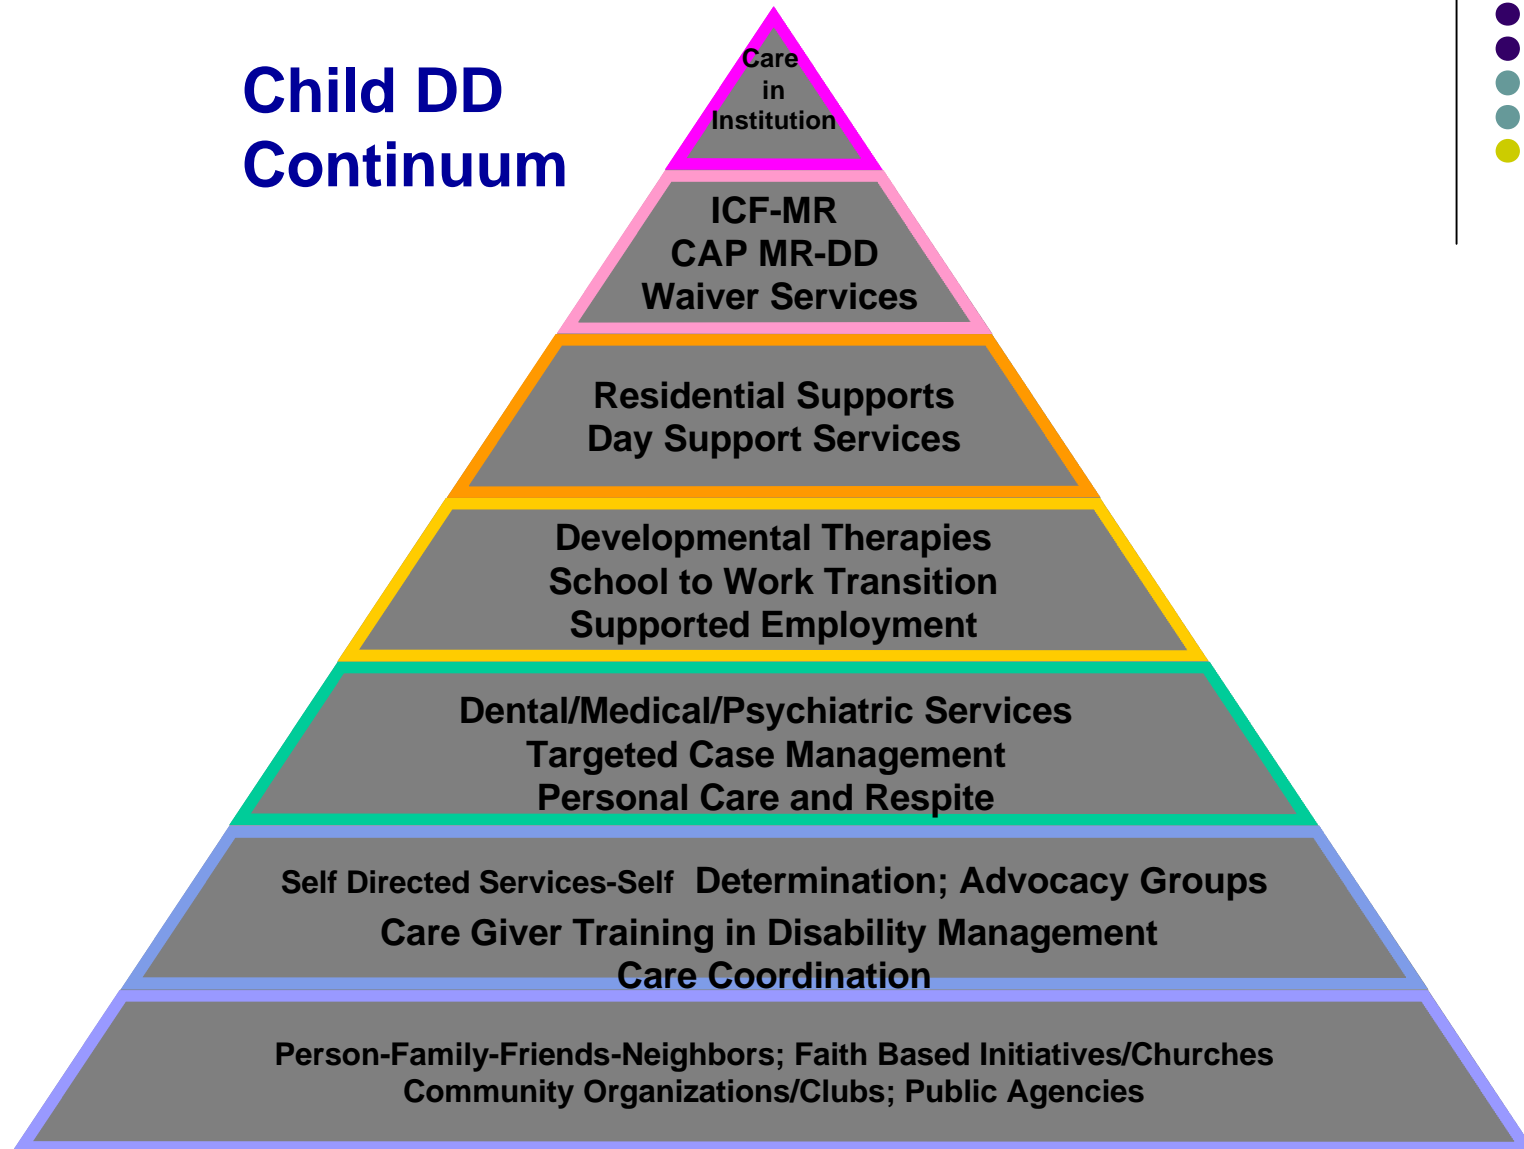 Child DD
Continuum
Care
in
Institution
ICF-MR
CAP MR-DD
Waiver Services
Residential Supports
Day Support Services
Developmental Therapies
School to Work Transition
Supported Employment
Dental/Medical/Psychiatric Services
Targeted Case Management
Personal Care and Respite
Self Directed Services-Self Determination; Advocacy Groups
Care Giver Training in Disability Management
Care Coordination
Person-Family-Friends-Neighbors; Faith Based Initiatives/Churches
Community Organizations/Clubs; Public Agencies